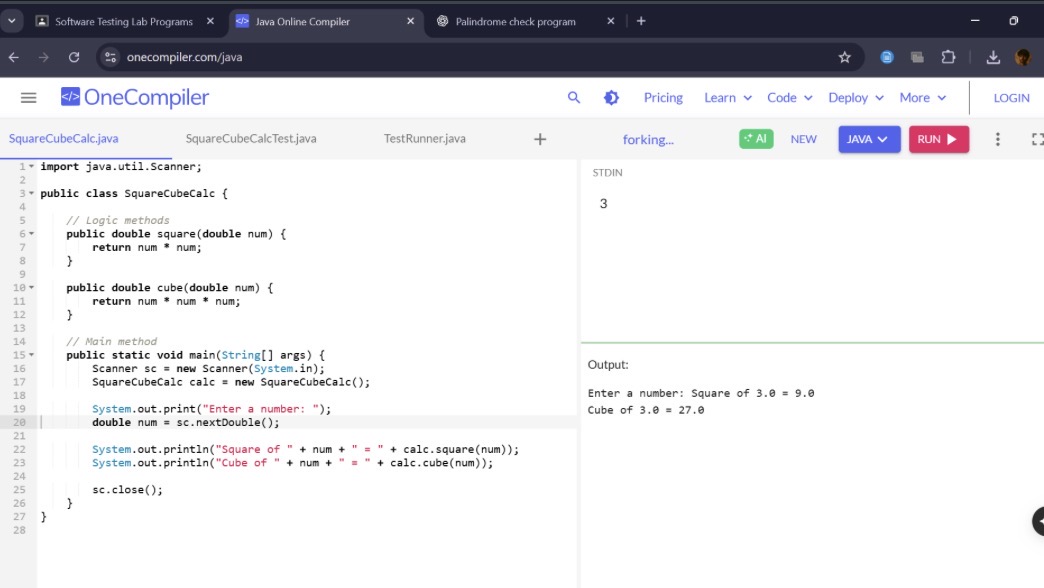 Software Testing Lab Programs
Java Online Compiler
Palindrome check program
onecompiler.com/java
OneCompiler
Pricing Learn Code Deploy More LOGIN
SquareCubeCalc.java SquareCubeCalcTest.java TestRunner.java + forking... AI NEW JAVA RUN
1 import java.util.Scanner;
2
3 public class SquareCubeCalc {
4
5 // Logic methods
6 public double square(double num) {
7 return num * num;
8 }
9
10 public double cube(double num) {
11 return num * num * num;
12 }
13
14 // Main method
15 public static void main(String[] args) {
16 Scanner sc = new Scanner(System.in);
17 SquareCubeCalc calc = new SquareCubeCalc();
18
19 System.out.print("Enter a number: ");
20 double num = sc.nextDouble();
21
22 System.out.println("Square of " + num + " = " + calc.square(num));
23 System.out.println("Cube of " + num + " = " + calc.cube(num));
24
25 sc.close();
26 }
27 }
28
STDIN
3
Output:
Enter a number: Square of 3.0 = 9.0
Cube of 3.0 = 27.0